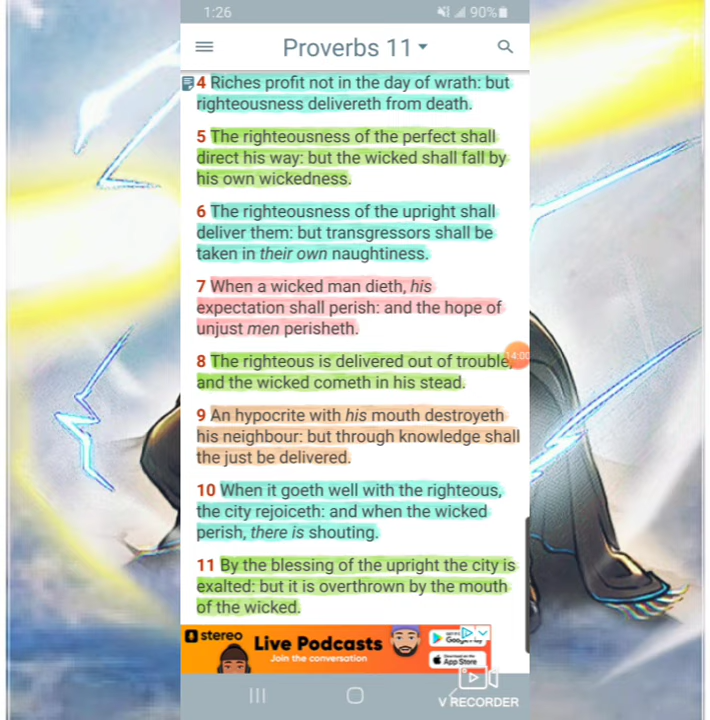 1:26
90%
Proverbs 11
4 Riches profit not in the day of wrath: but
righteousness delivereth from death.
5 The righteousness of the perfect shall
direct his way: but the wicked shall fall by
his own wickedness.
6 The righteousness of the upright shall
deliver them: but transgressors shall be
taken in their own naughtiness.
7 When a wicked man dieth, his
expectation shall perish: and the hope of
unjust men perisheth.
8 The righteous is delivered out of trouble,
14:00
and the wicked cometh in his stead.
9 An hypocrite with his mouth destroyeth
his neighbour: but through knowledge shall
the just be delivered.
10 When it goeth well with the righteous,
the city rejoiceth: and when the wicked
perish, there is shouting.
11 By the blessing of the upright the city is
exalted: but it is overthrown by the mouth
of the wicked.
stereo
Live Podcasts
Join the conversation
App Store
V RECORDER